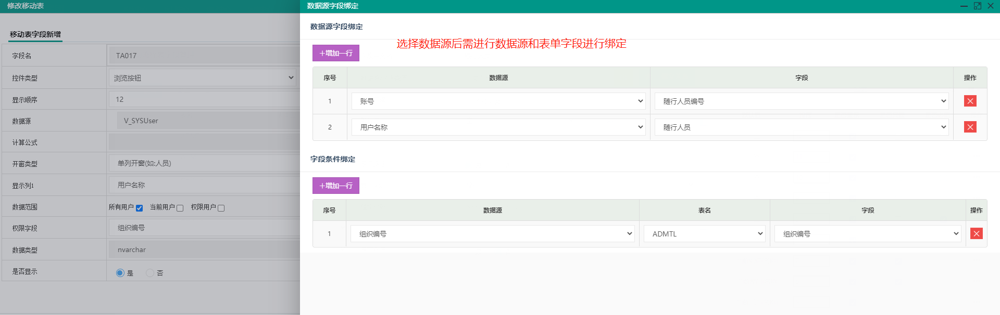 修改移动表
移动表字段新增
字段名 TA017
控件类型 浏览按钮
显示顺序 12
数据源 V_SYSUser
计算公式
开窗类型 单列开窗(如:人员)
显示列1 用户名称
数据范围 所有用户 当前用户 权限用户
权限字段 组织编号
数据类型 nvarchar
是否显示 是 否
数据源字段绑定
数据源字段绑定
选择数据源后需进行数据源和表单字段进行绑定
+增加一行
序号 数据源 字段 操作
1 账号 随行人员编号
2 用户名称 随行人员
字段条件绑定
+增加一行
序号 数据源 表名 字段 操作
1 组织编号 ADMTL 组织编号